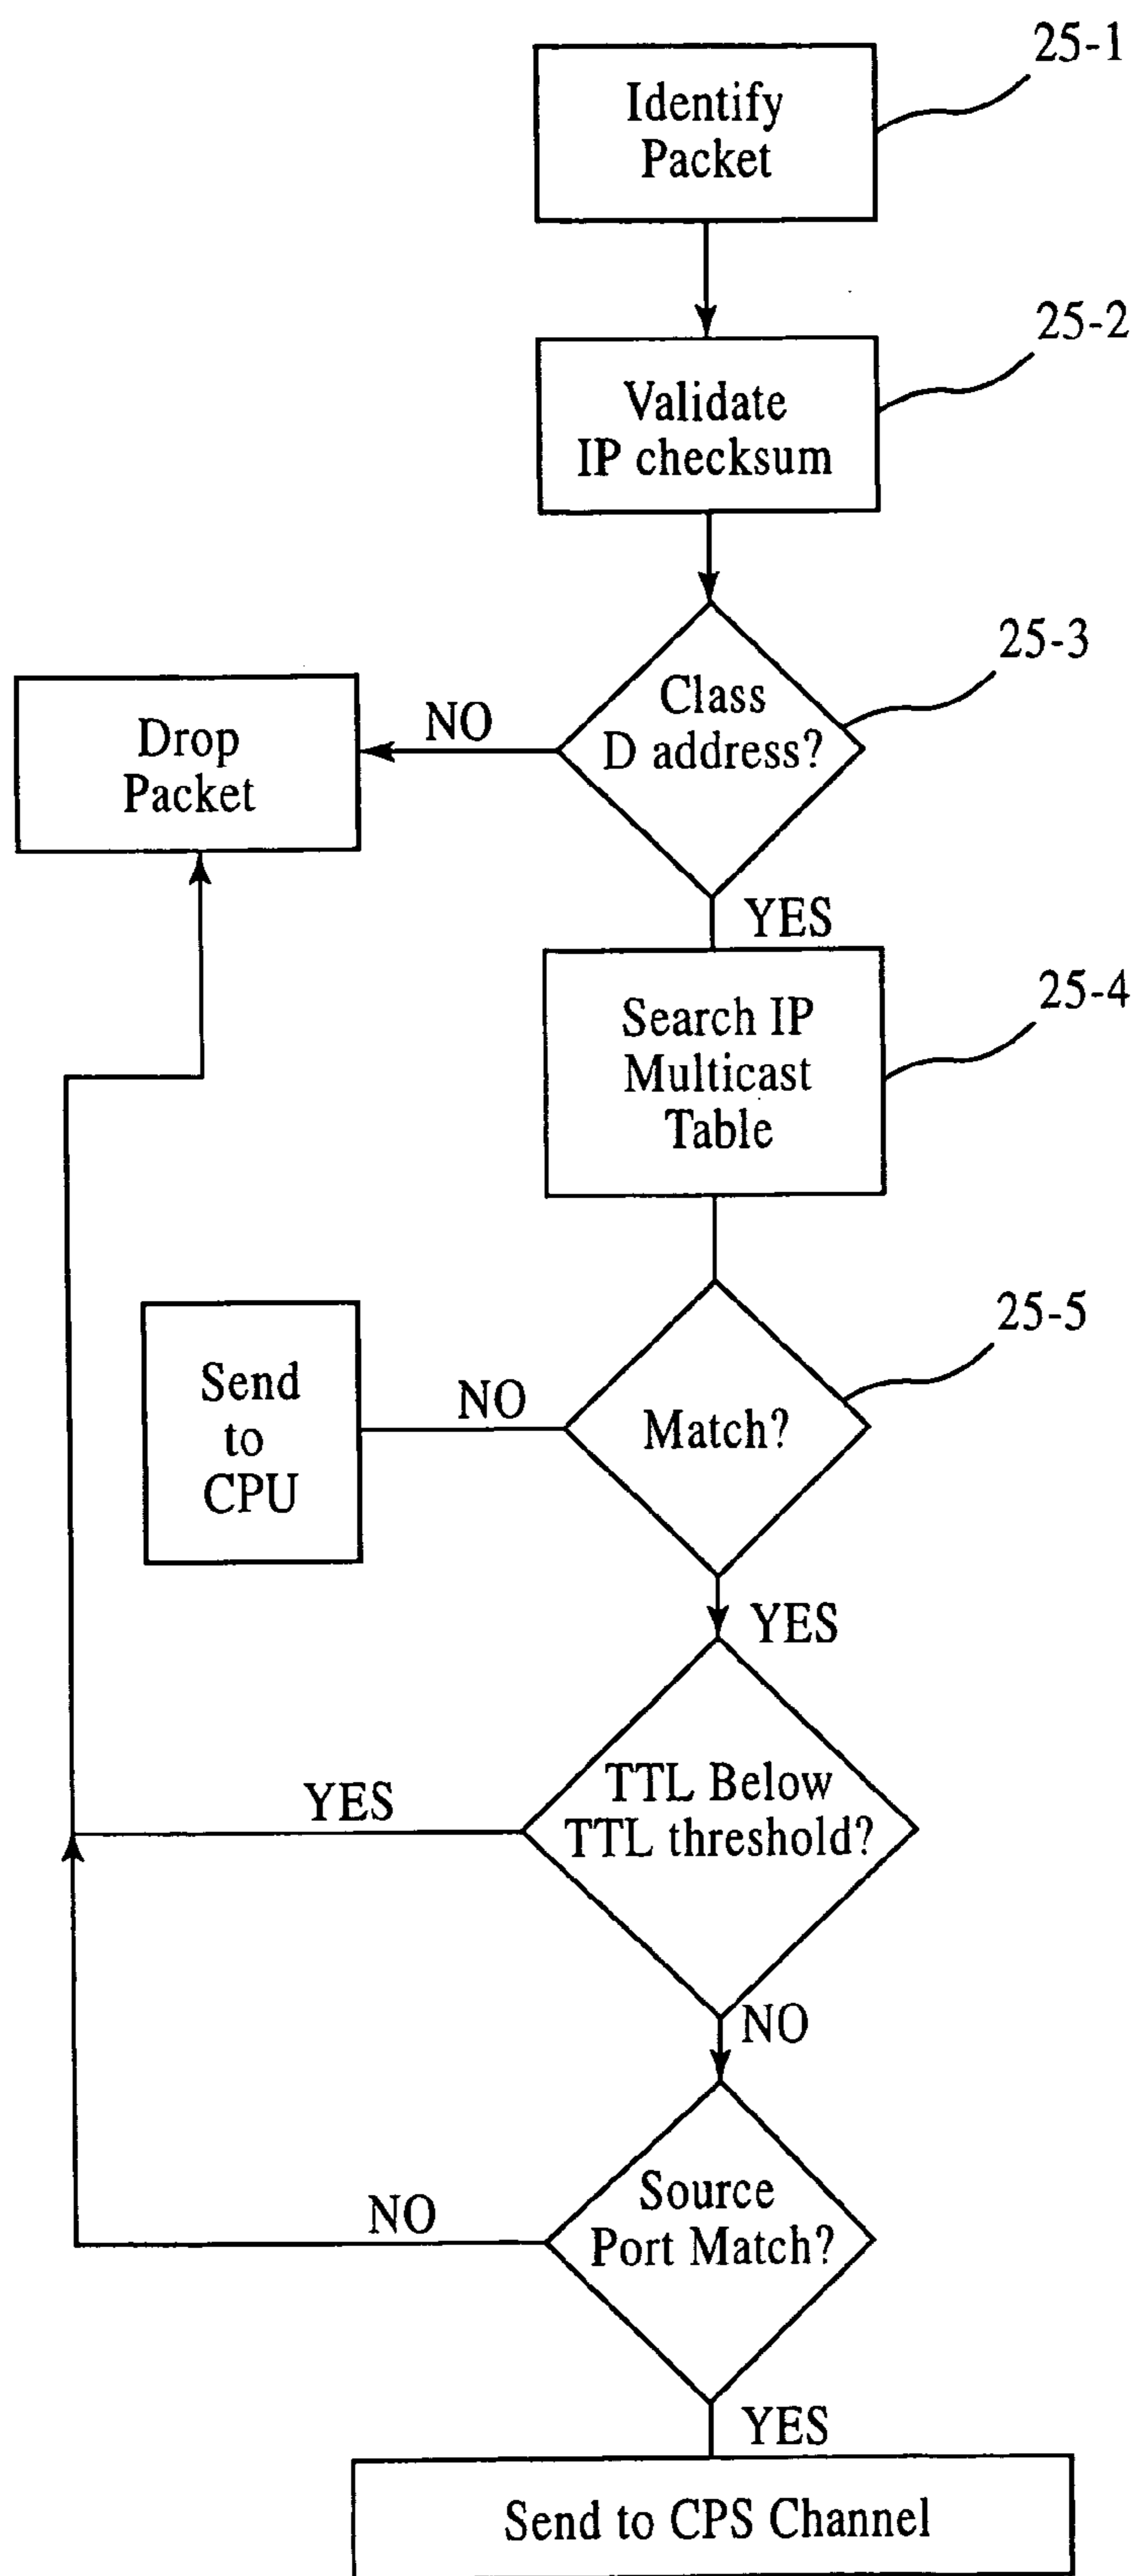 25-1
Identify
Packet
25-2
Validate
IP checksum
25-3
Class
D address?
NO
Drop
Packet
YES
25-4
Search IP
Multicast
Table
25-5
Match?
NO
Send
to
CPU
YES
TTL Below
TTL threshold?
YES
NO
Source
Port Match?
NO
YES
Send to CPS Channel